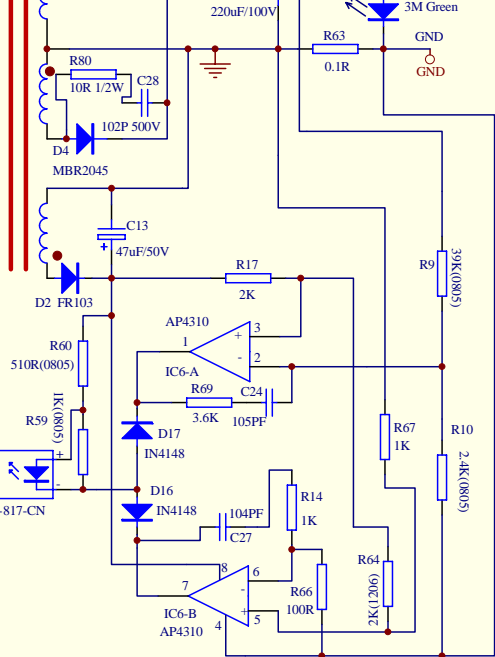 220uF/100V
3M Green
R63
GND
0.1R
GND
R80
10R 1/2W
C28
102P 500V
D4
MBR2045
C13
+
47uF/50V
R17
2K
D2 FR103
R9
39K(0805)
AP4310
3
+
1
2
-
IC6-A
R60
510R(0805)
R69
3.6K
C24
105PF
1K(0805)
R59
D17
IN4148
R67
1K
R10
2.4K(0805)
+
-
-817-CN
D16
IN4148
104PF
C27
R14
1K
8
6
7
-
+
5
4
IC6-B
AP4310
R66
100R
R64
2K(1206)